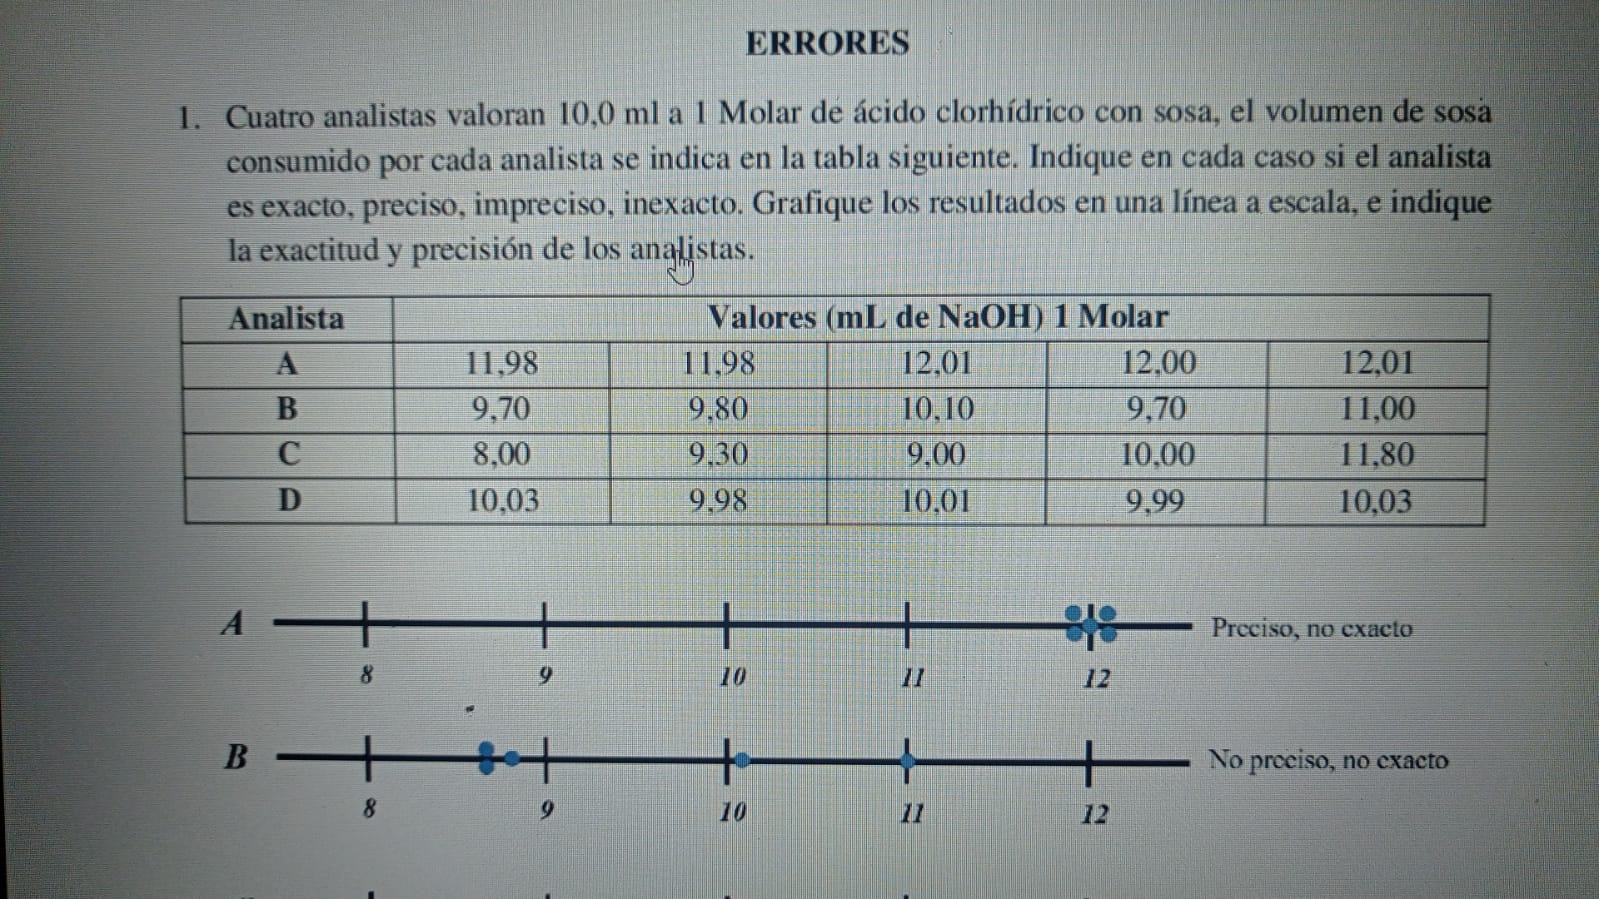 ERRORES
1. Cuatro analistas valoran 10,0 ml a 1 Molar de ácido clorhídrico con sosa, el volumen de sosa
consumido por cada analista se indica en la tabla siguiente. Indique en cada caso si el analista
es exacto, preciso, impreciso, inexacto. Grafique los resultados en una línea a escala, e indique
la exactitud y precisión de los analistas.
Analista Valores (mL de NaOH) 1 Molar
A 11,98 11,98 12,01 12,00 12,01
B 9,70 9,80 10,10 9,70 11,00
C 8,00 9,30 9,00 10,00 11,80
D 10,03 9,98 10,01 9,99 10,03
A Preciso, no exacto
8 9 10 11 12
B No preciso, no exacto
8 9 10 11 12